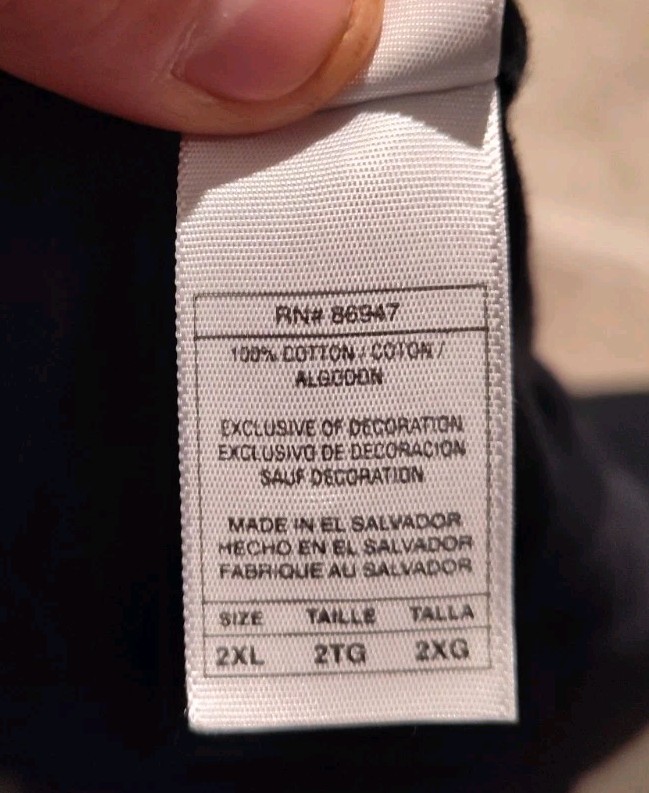 RN# 86947
100% COTTON / COTON /
ALGODON
EXCLUSIVE OF DECORATION
EXCLUSIVO DE DECORACION
SAUF DECORATION
MADE IN EL SALVADOR
HECHO EN EL SALVADOR
FABRIQUE AU SALVADOR
SIZE TAILLE TALLA
2XL 2TG 2XG